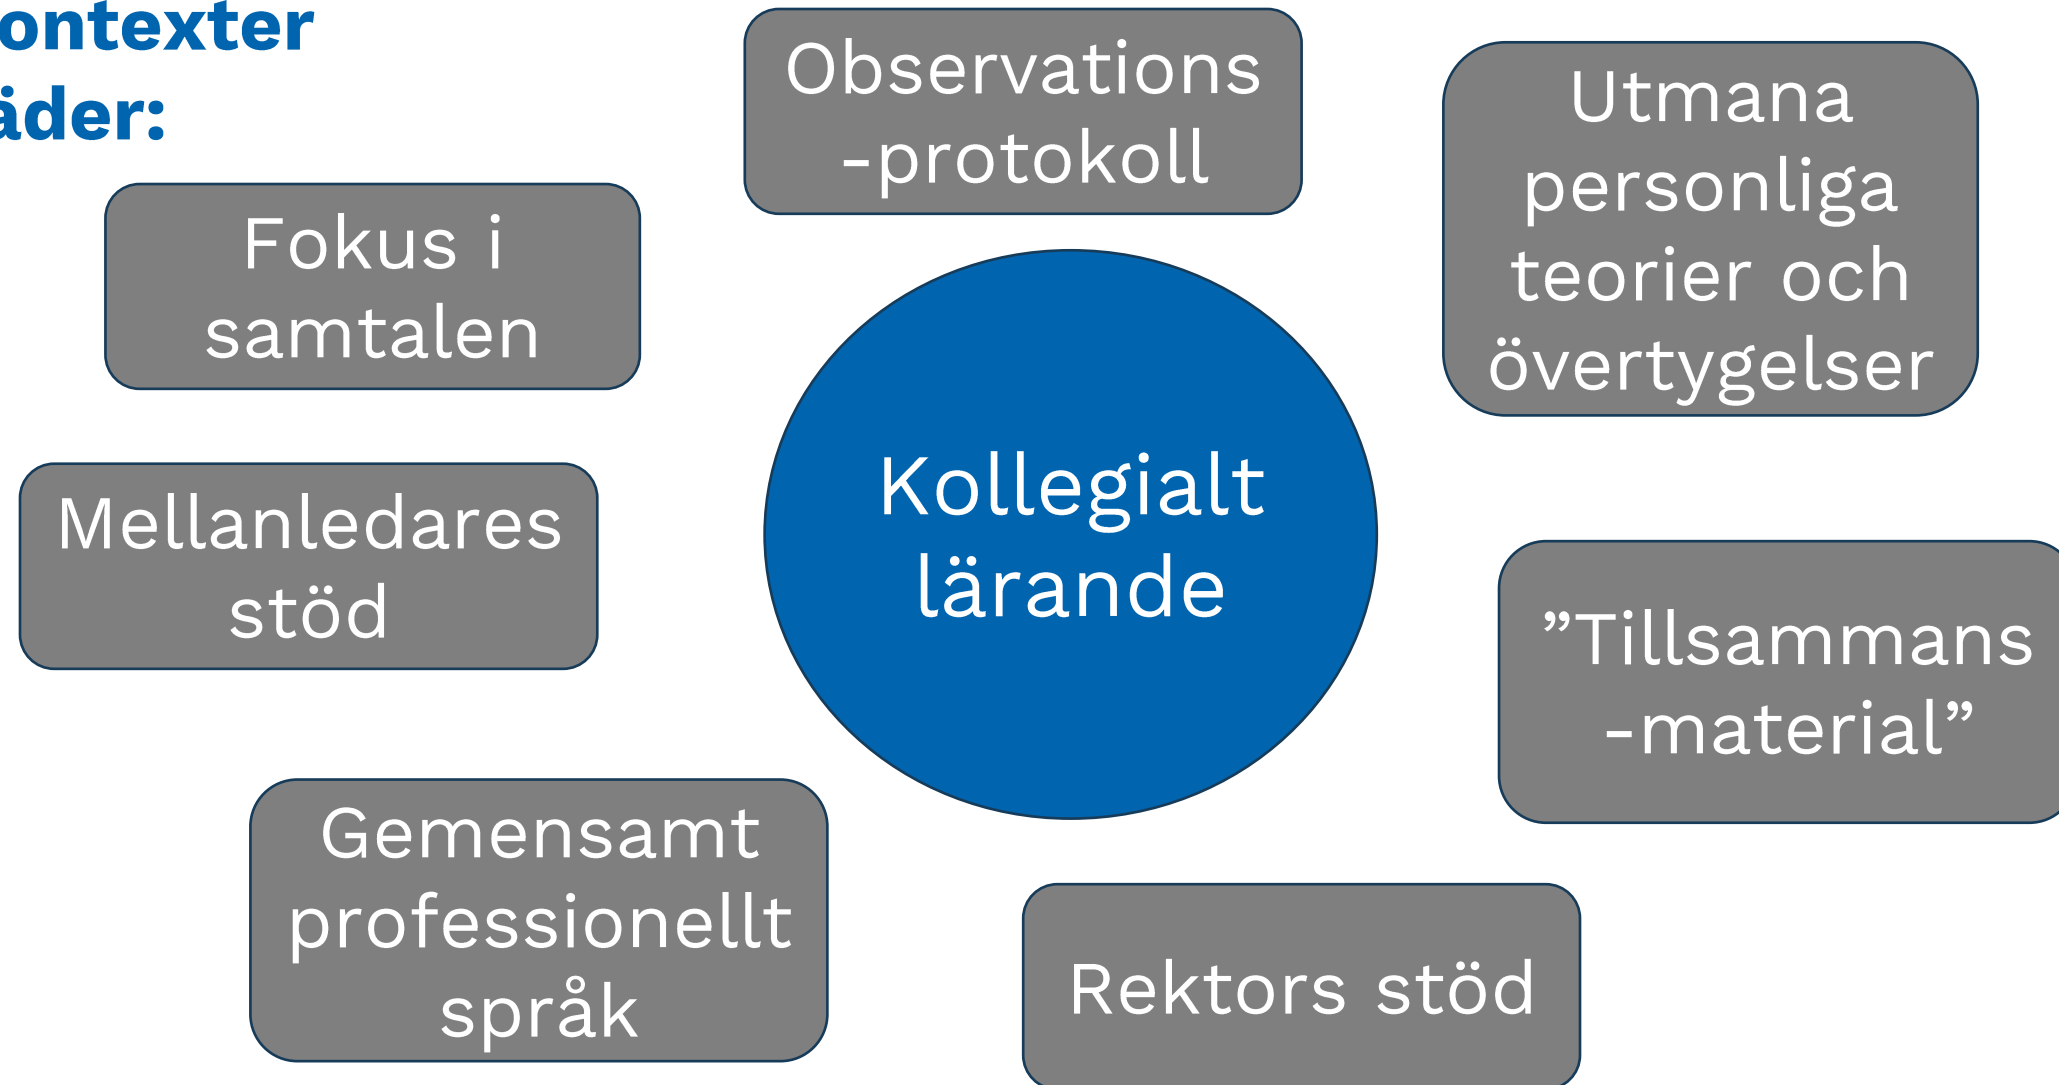 ontexter
äder:
Observations
-protokoll
Utmana
personliga
teorier och
övertygelser
Fokus i
samtalen
Kollegialt
lärande
Mellanledares
stöd
”Tillsammans
-material”
Gemensamt
professionellt
språk
Rektors stöd